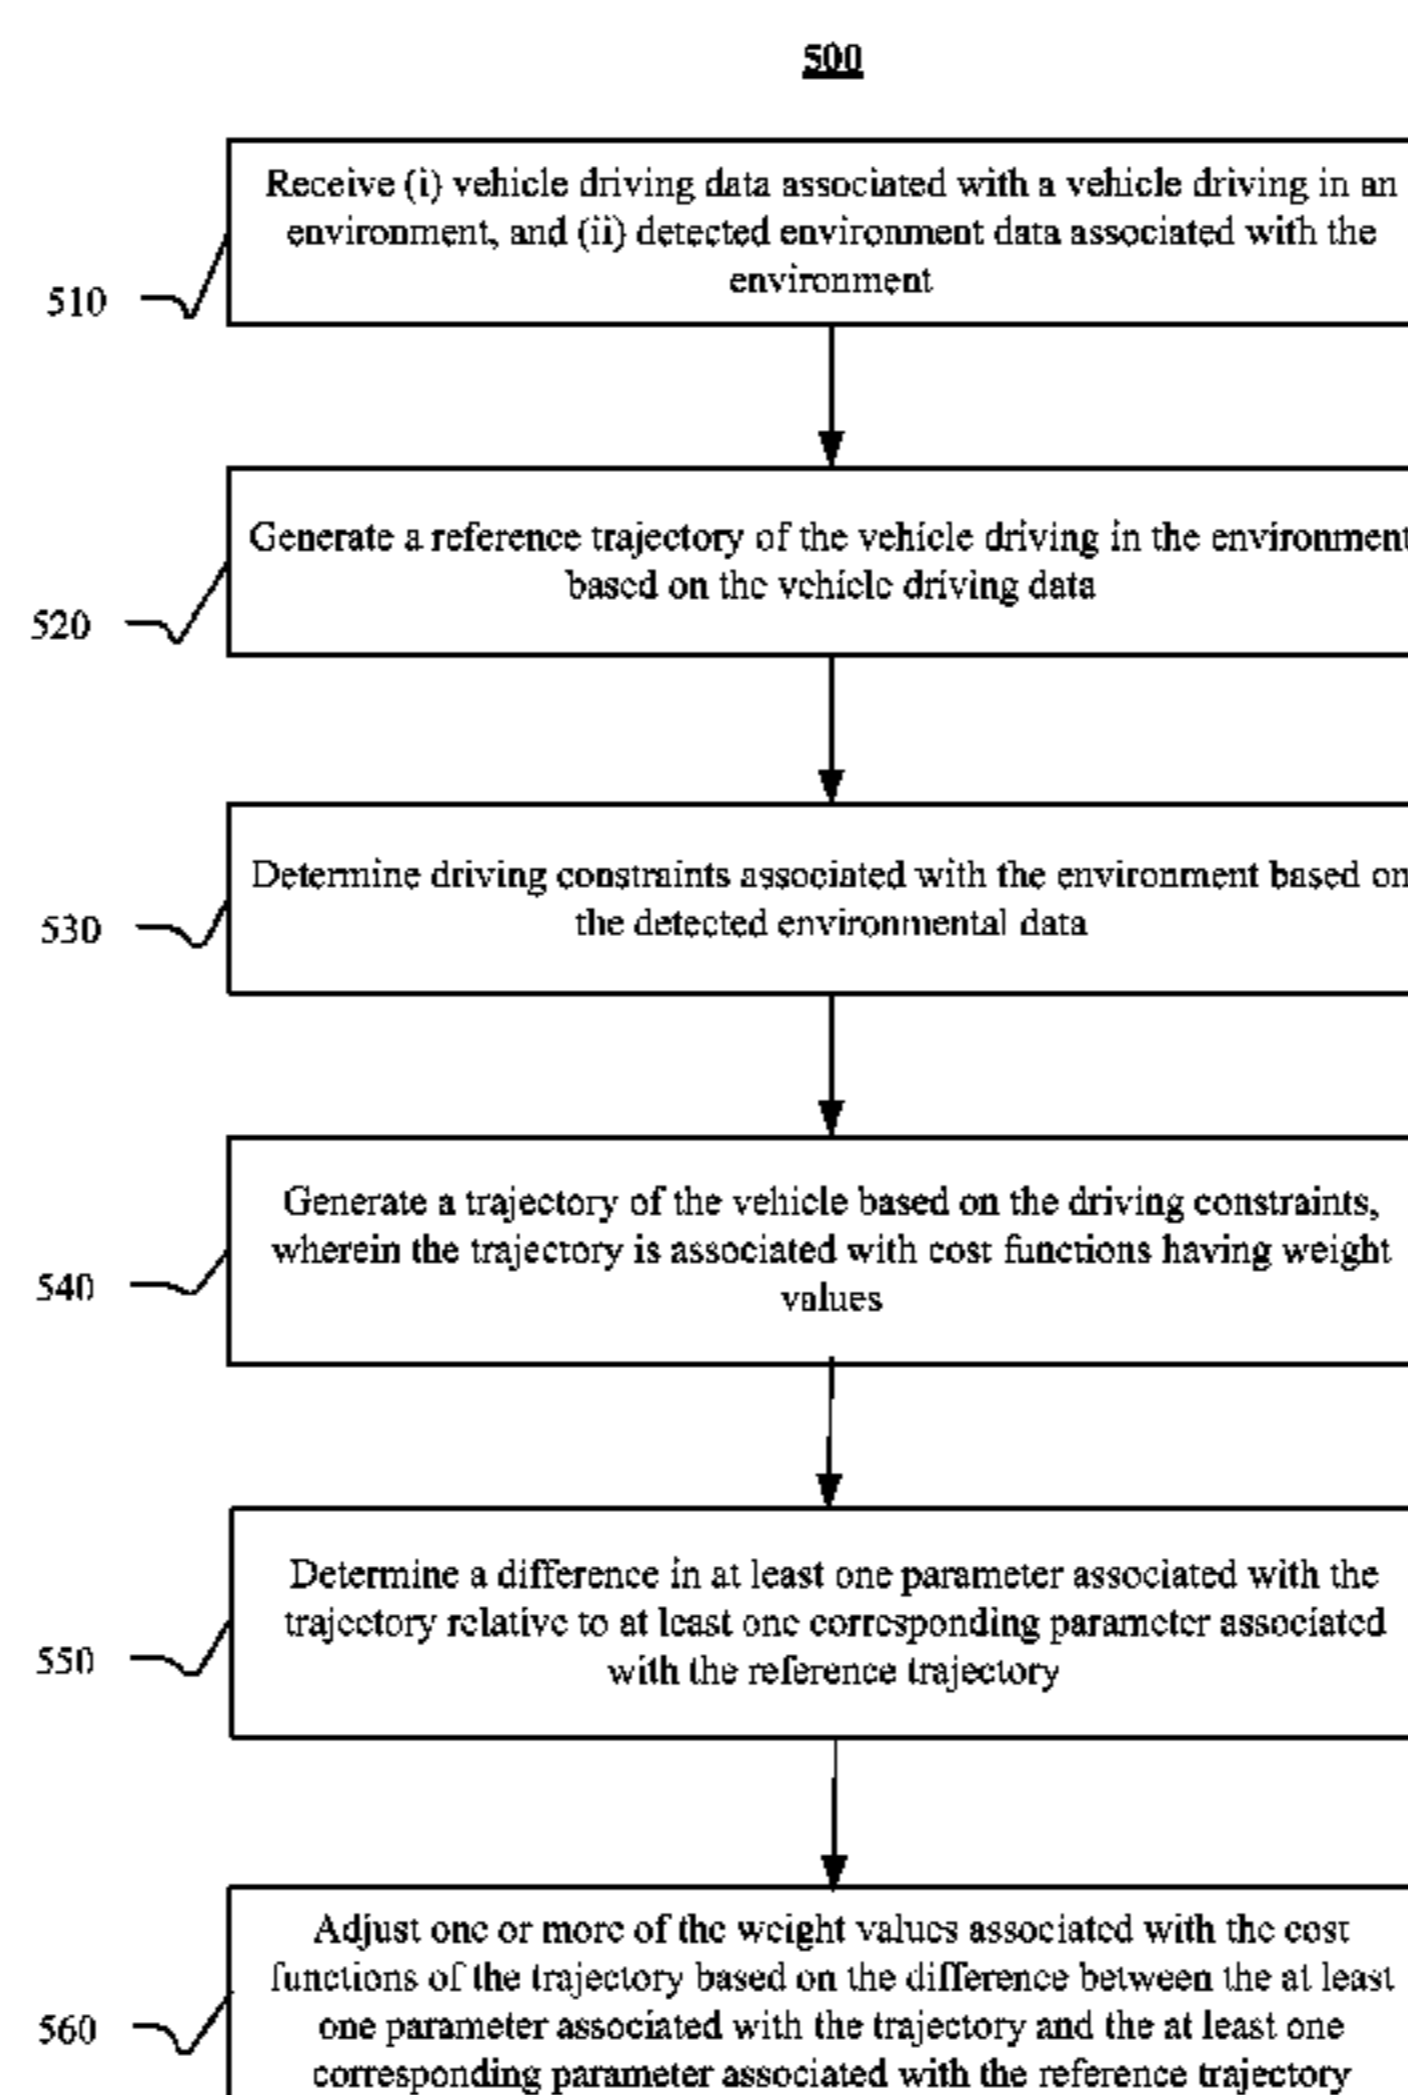 500
Receive (i) vehicle driving data associated with a vehicle driving in an
environment, and (ii) detected environment data associated with the
environment
510
Generate a reference trajectory of the vehicle driving in the environment
based on the vehicle driving data
520
Determine driving constraints associated with the environment based on
the detected environmental data
530
Generate a trajectory of the vehicle based on the driving constraints,
wherein the trajectory is associated with cost functions having weight
values
540
Determine a difference in at least one parameter associated with the
trajectory relative to at least one corresponding parameter associated
with the reference trajectory
550
Adjust one or more of the weight values associated with the cost
functions of the trajectory based on the difference between the at least
one parameter associated with the trajectory and the at least one
corresponding parameter associated with the reference trajectory
560